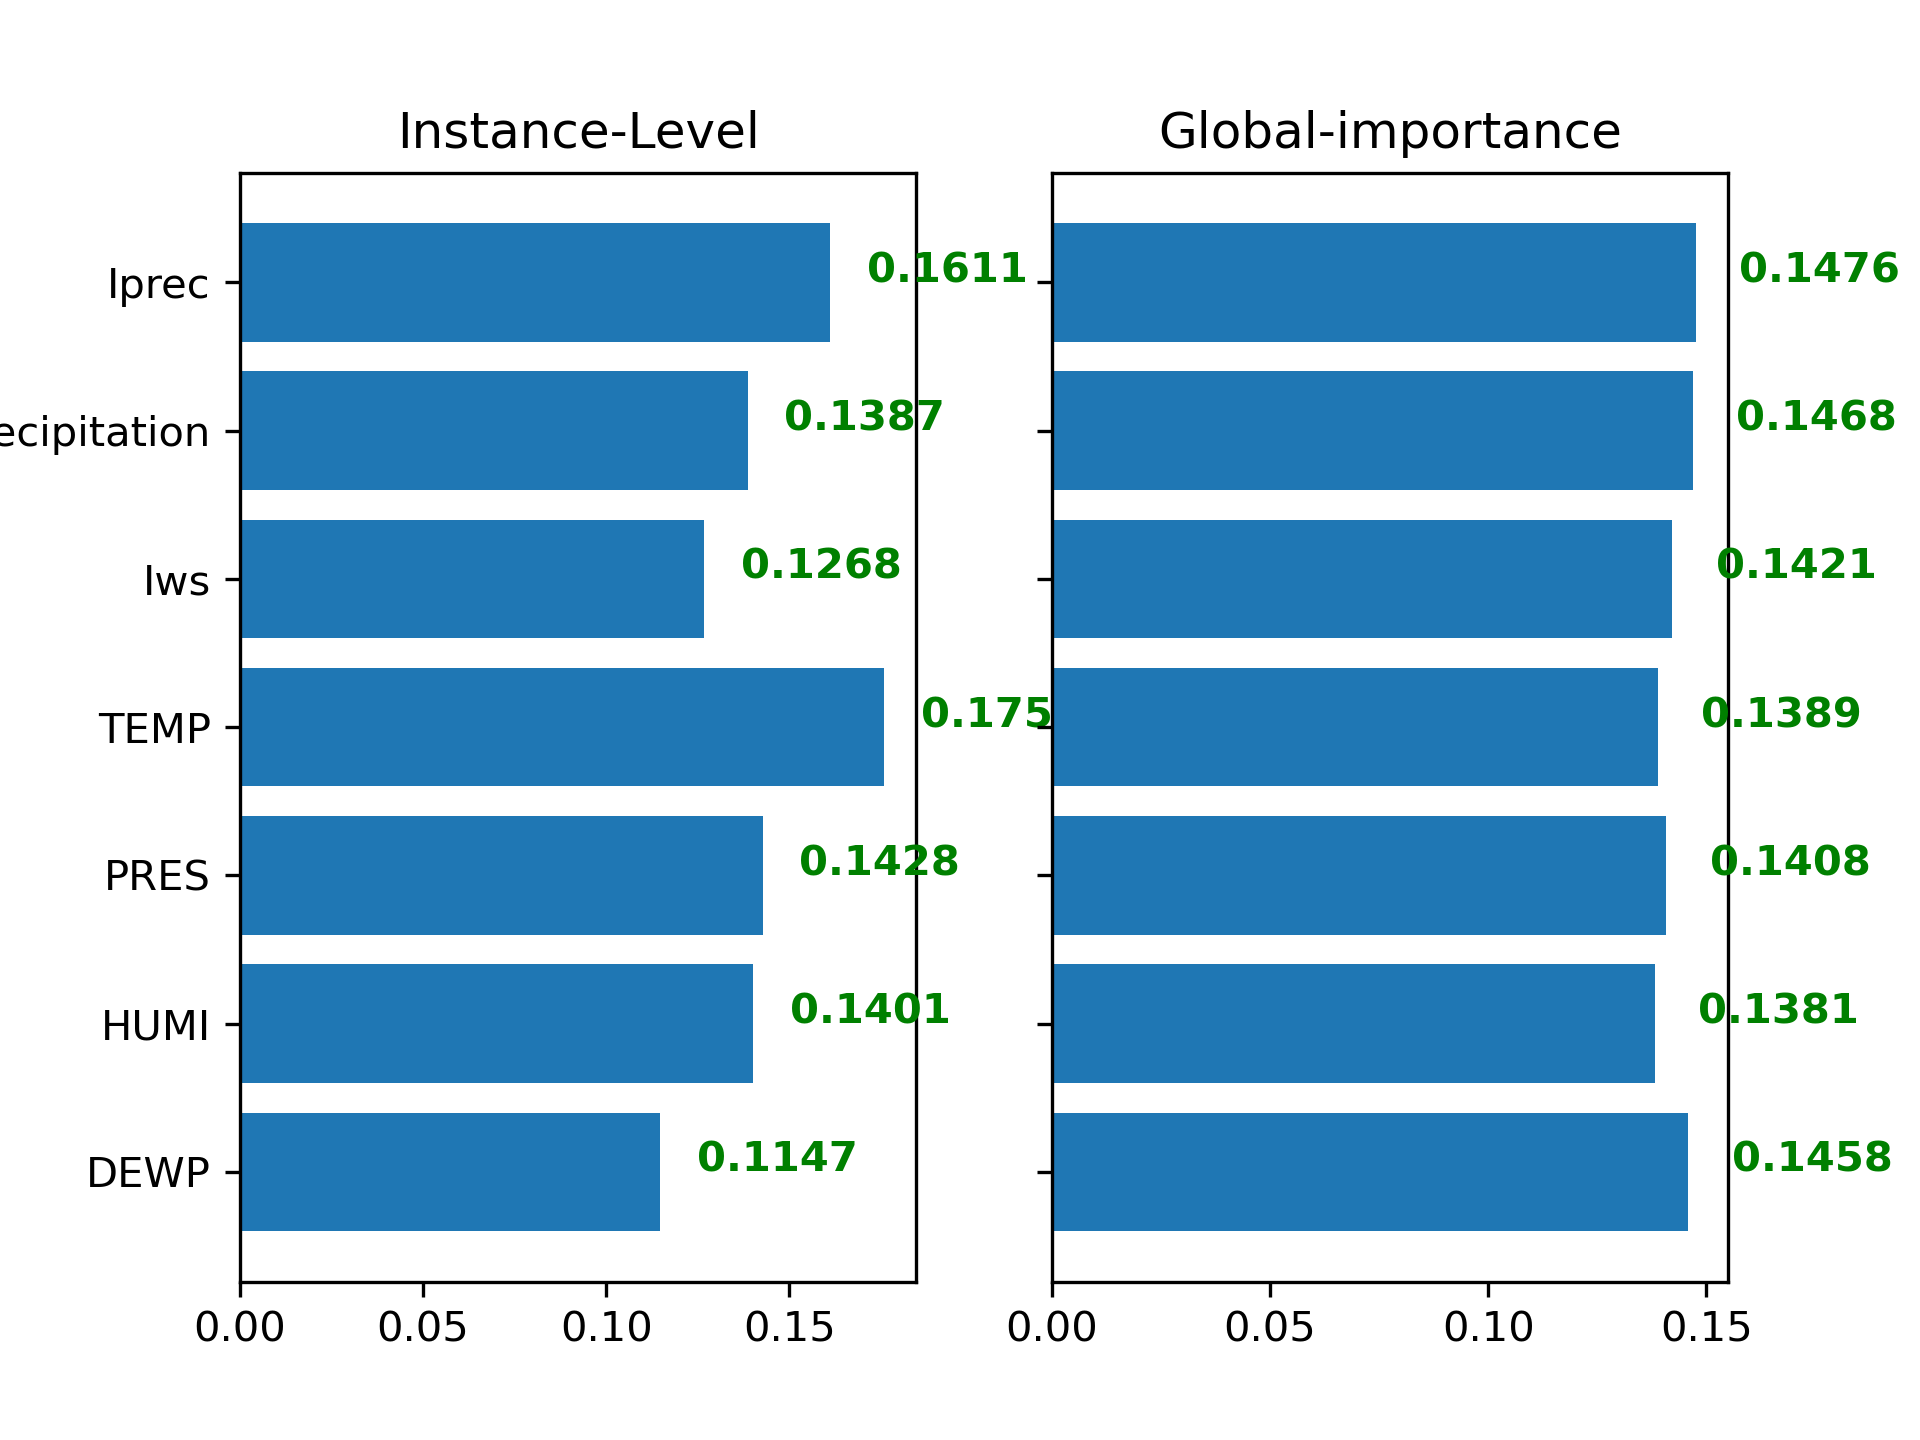 Instance-Level
Global-importance
Iprec
0.1611
0.1476
ecipitation
0.1387
0.1468
Iws
0.1268
0.1421
TEMP
0.175
0.1389
PRES
0.1428
0.1408
HUMI
0.1401
0.1381
DEWP
0.1147
0.1458
0.00 0.05 0.10 0.15
0.00 0.05 0.10 0.15